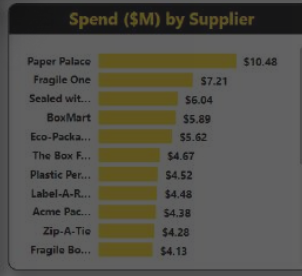 Spend ($M) by Supplier
Paper Palace $10.48
Fragile One $7.21
Sealed wit... $6.04
BoxMart $5.89
Eco-Packa... $5.62
The Box F... $4.67
Plastic Per... $4.52
Label-A-R... $4.48
Acme Pac... $4.38
Zip-A-Tie $4.28
Fragile Bo... $4.13